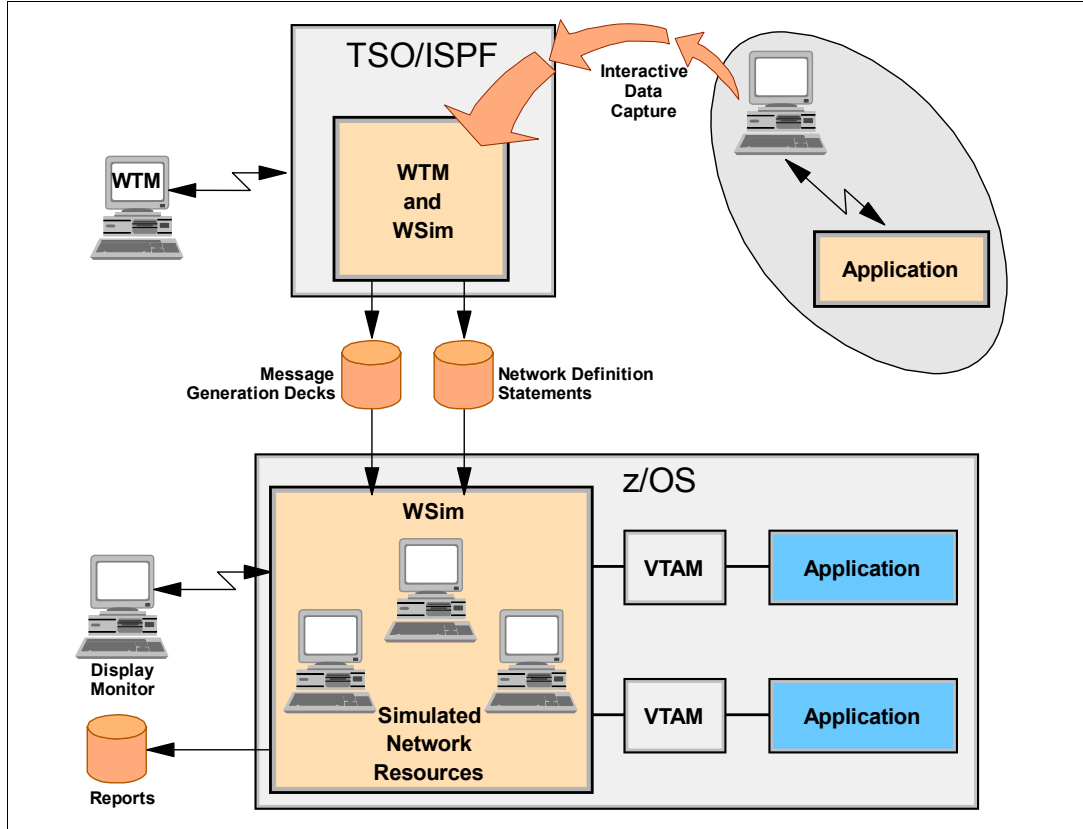 TSO/ISPF
Interactive
Data
Capture
WTM
WTM
and
WSim
Application
Message
Generation Decks
Network Definition
Statements
z/OS
WSim
VTAM
Application
Display
Monitor
Simulated
Network
Resources
VTAM
Application
Reports